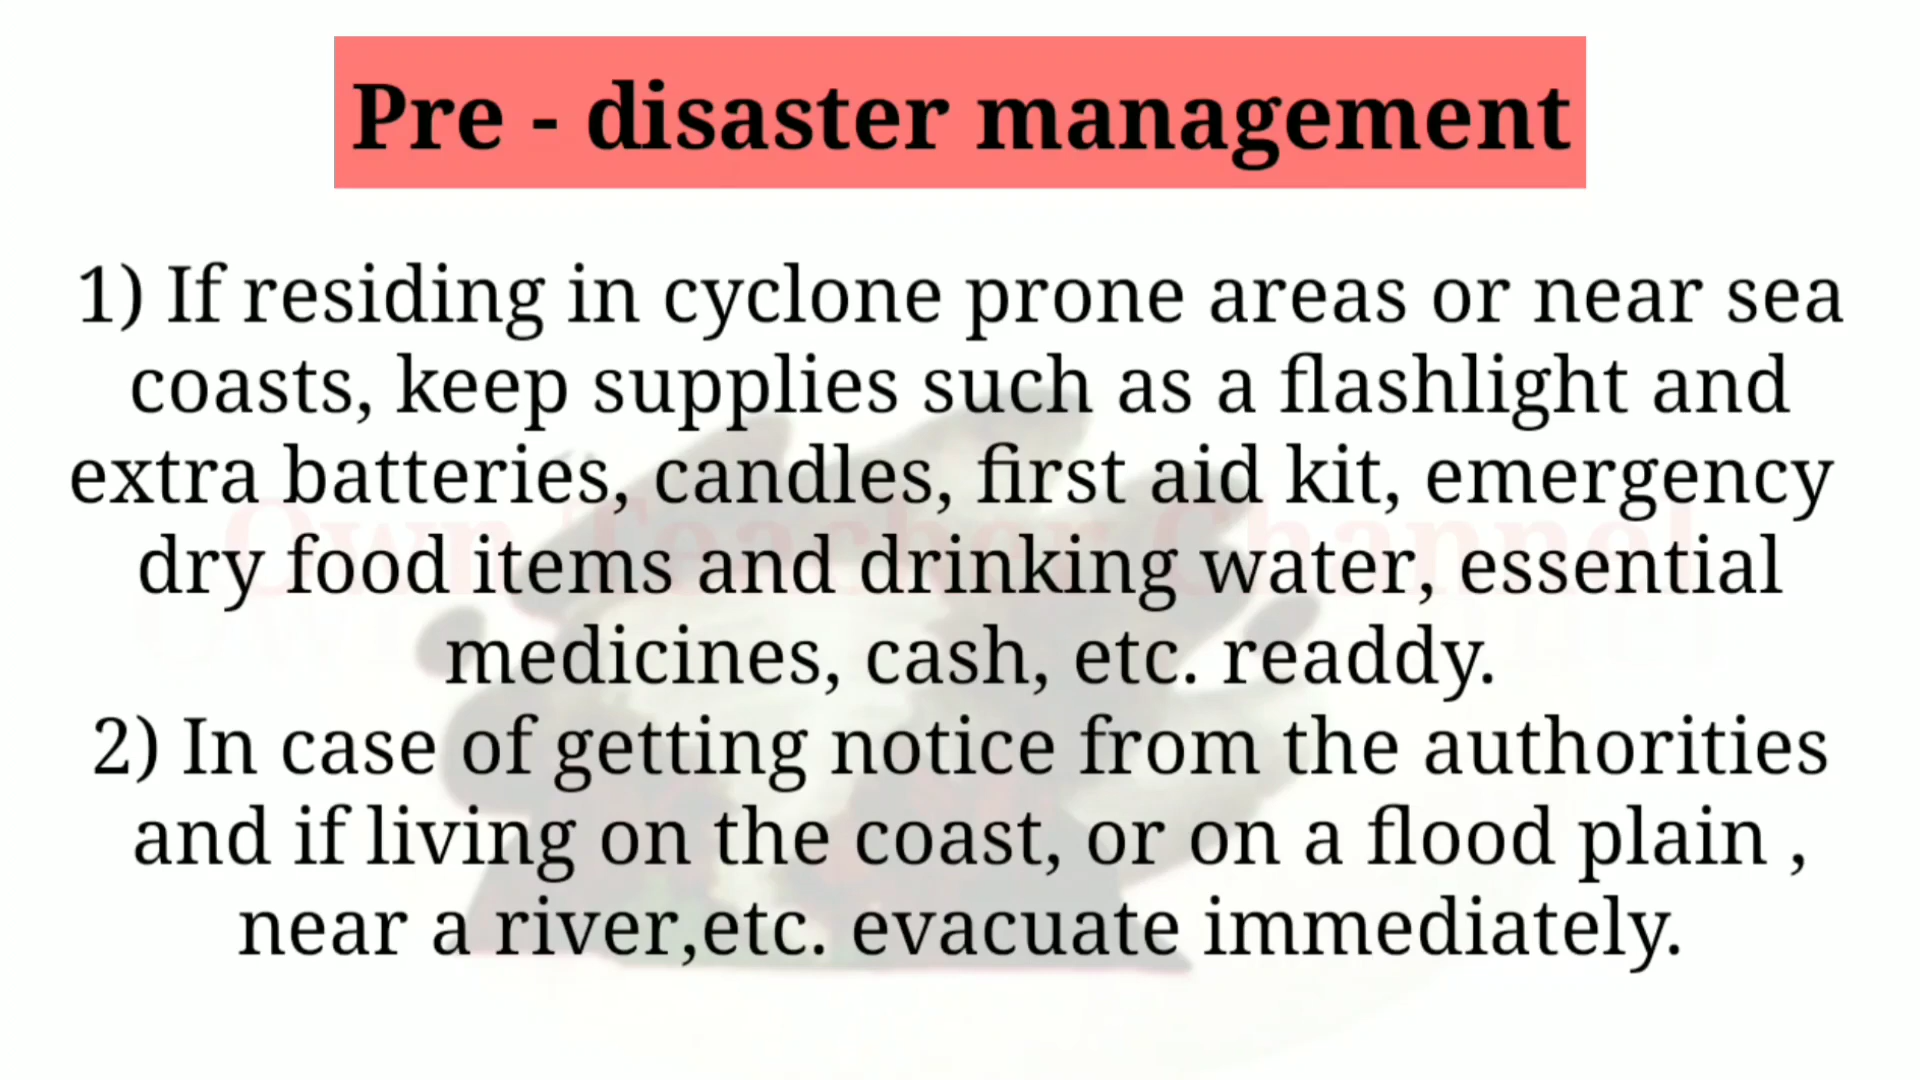 Pre - disaster management
1) If residing in cyclone prone areas or near sea
coasts, keep supplies such as a flashlight and
extra batteries, candles, first aid kit, emergency
dry food items and drinking water, essential
medicines, cash, etc. readdy.
2) In case of getting notice from the authorities
and if living on the coast, or on a flood plain ,
near a river,etc. evacuate immediately.
Own Teacher Channel